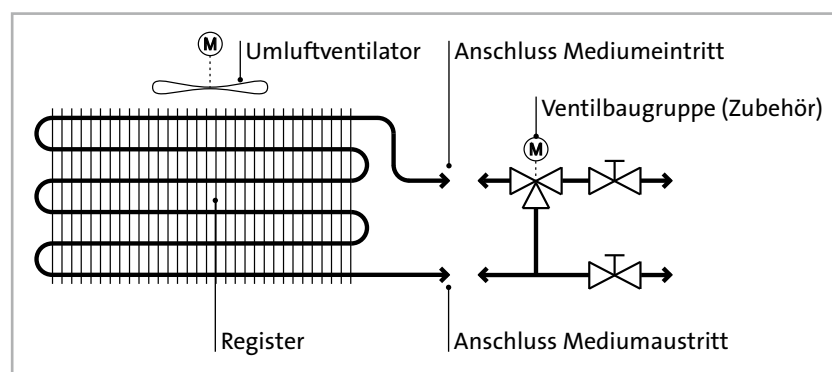 M
Umluftventilator
Anschluss Mediumeintritt
Ventilbaugruppe (Zubehör)
M
Register
Anschluss Mediumaustritt